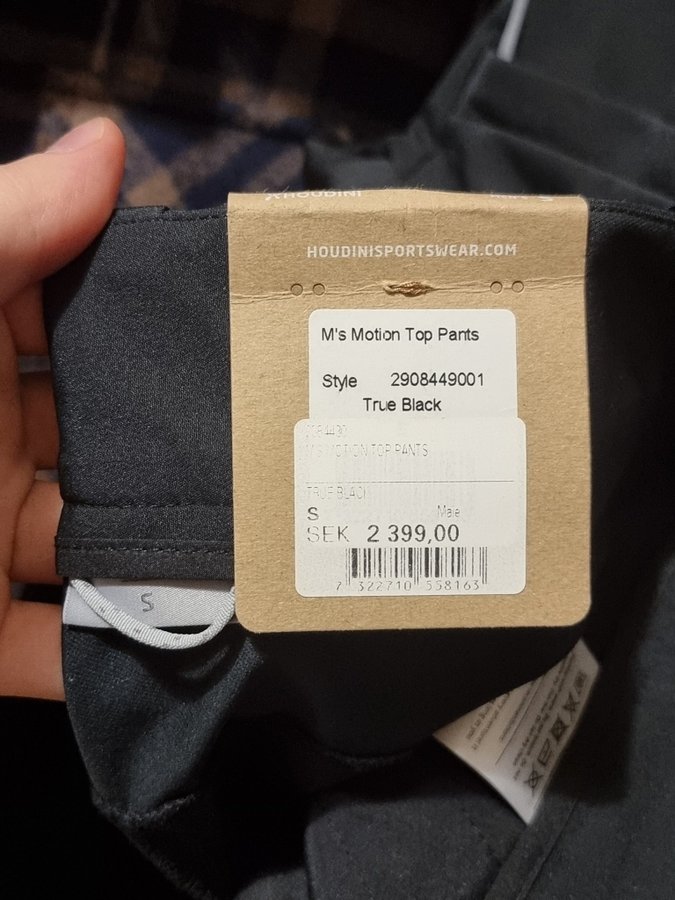 HOUDINI
HOUDINISPORTSWEAR.COM
M's Motion Top Pants
Style 2908449001
True Black
M'S MOTION TOP PANTS
TRUE BLACK
S Male
SEK 2 399,00
7 322710 558163
S